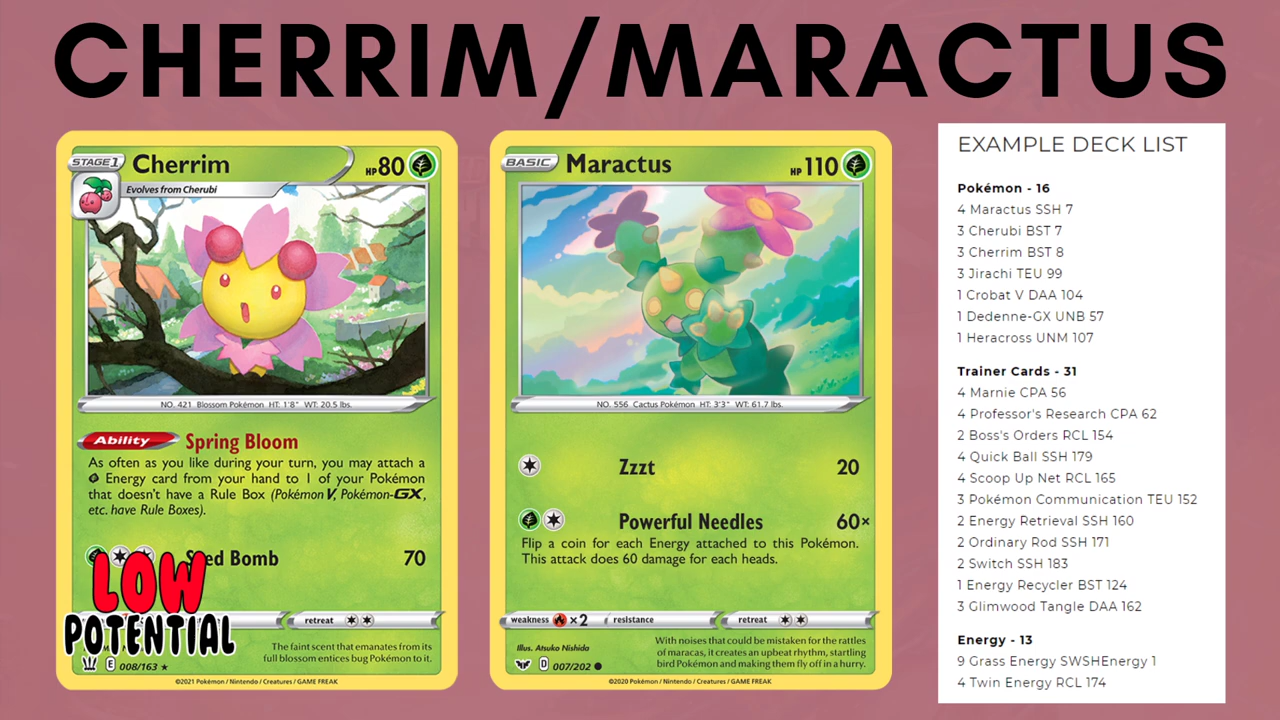 CHERRIM/MARACTUS
STAGE 1 Cherrim HP 80
Evolves from Cherubi
NO. 421 Blossom Pokémon HT: 1'8" WT: 20.5 lbs.
Ability Spring Bloom
As often as you like during your turn, you may attach a
Energy card from your hand to 1 of your Pokémon
that doesn't have a Rule Box (Pokémon V, Pokémon-GX,
etc. have Rule Boxes).
Bomb 70
LOW
POTENTIAL
retreat
The faint scent that emanates from its
full blossom entices bug Pokémon to it.
E 008/163 ★
©2021 Pokémon / Nintendo / Creatures / GAME FREAK
BASIC Maractus HP 110
NO. 556 Cactus Pokémon HT: 3'3" WT: 61.7 lbs.
Zzzt 20
Powerful Needles 60×
Flip a coin for each Energy attached to this Pokémon.
This attack does 60 damage for each heads.
weakness ×2 resistance retreat
Illus. Atsuko Nishida
With noises that could be mistaken for the rattles
of maracas, it creates an upbeat rhythm, startling
bird Pokémon and making them fly off in a hurry.
D 007/202 ●
©2020 Pokémon / Nintendo / Creatures / GAME FREAK
EXAMPLE DECK LIST
Pokémon - 16
4 Maractus SSH 7
3 Cherubi BST 7
3 Cherrim BST 8
3 Jirachi TEU 99
1 Crobat V DAA 104
1 Dedenne-GX UNB 57
1 Heracross UNM 107
Trainer Cards - 31
4 Marnie CPA 56
4 Professor's Research CPA 62
2 Boss's Orders RCL 154
4 Quick Ball SSH 179
4 Scoop Up Net RCL 165
3 Pokémon Communication TEU 152
2 Energy Retrieval SSH 160
2 Ordinary Rod SSH 171
2 Switch SSH 183
1 Energy Recycler BST 124
3 Glimwood Tangle DAA 162
Energy - 13
9 Grass Energy SWSHEnergy 1
4 Twin Energy RCL 174